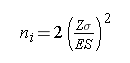 n_i = 2 (Zσ/ES)^2